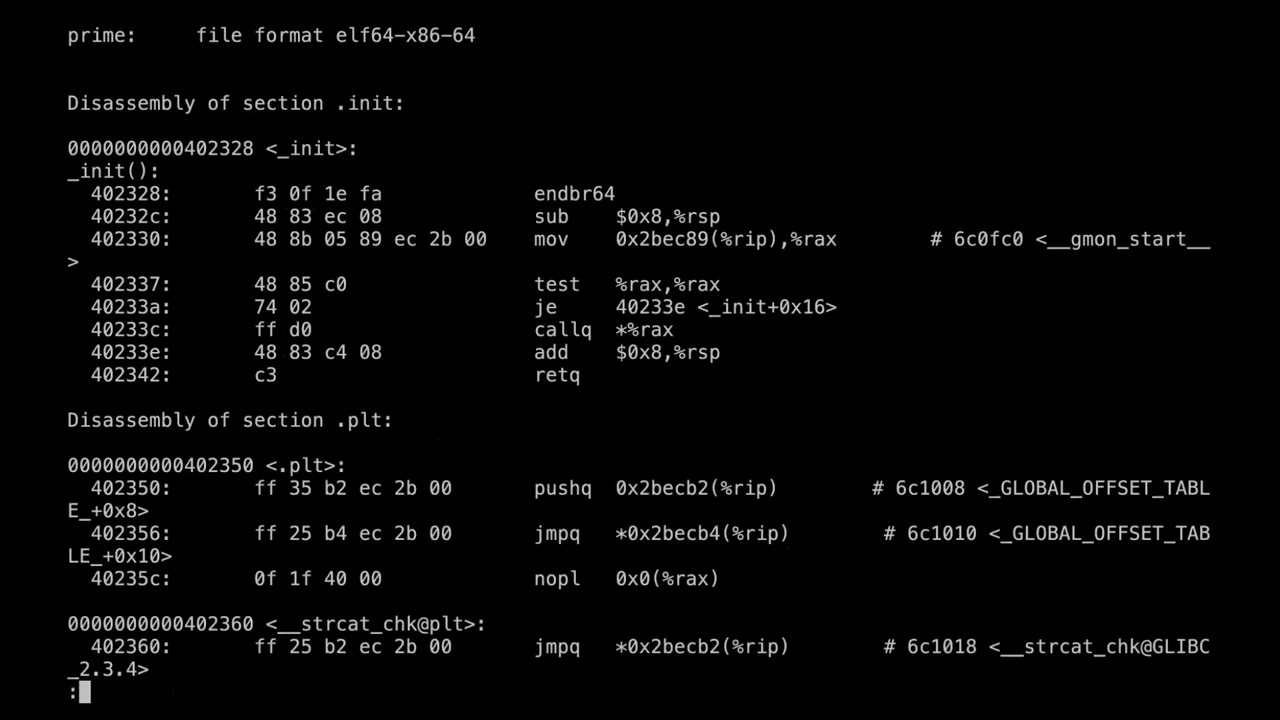 prime:     file format elf64-x86-64
Disassembly of section .init:
0000000000402328 <_init>:
_init():
  402328:       f3 0f 1e fa             endbr64
  40232c:       48 83 ec 08             sub    $0x8,%rsp
  402330:       48 8b 05 89 ec 2b 00    mov    0x2bec89(%rip),%rax        # 6c0fc0 <__gmon_start__
>
  402337:       48 85 c0                test   %rax,%rax
  40233a:       74 02                   je     40233e <_init+0x16>
  40233c:       ff d0                   callq  *%rax
  40233e:       48 83 c4 08             add    $0x8,%rsp
  402342:       c3                      retq
Disassembly of section .plt:
0000000000402350 <.plt>:
  402350:       ff 35 b2 ec 2b 00       pushq  0x2becb2(%rip)        # 6c1008 <_GLOBAL_OFFSET_TABL
E_+0x8>
  402356:       ff 25 b4 ec 2b 00       jmpq   *0x2becb4(%rip)        # 6c1010 <_GLOBAL_OFFSET_TAB
LE_+0x10>
  40235c:       0f 1f 40 00             nopl   0x0(%rax)
0000000000402360 <__strcat_chk@plt>:
  402360:       ff 25 b2 ec 2b 00       jmpq   *0x2becb2(%rip)        # 6c1018 <__strcat_chk@GLIBC
_2.3.4>
: